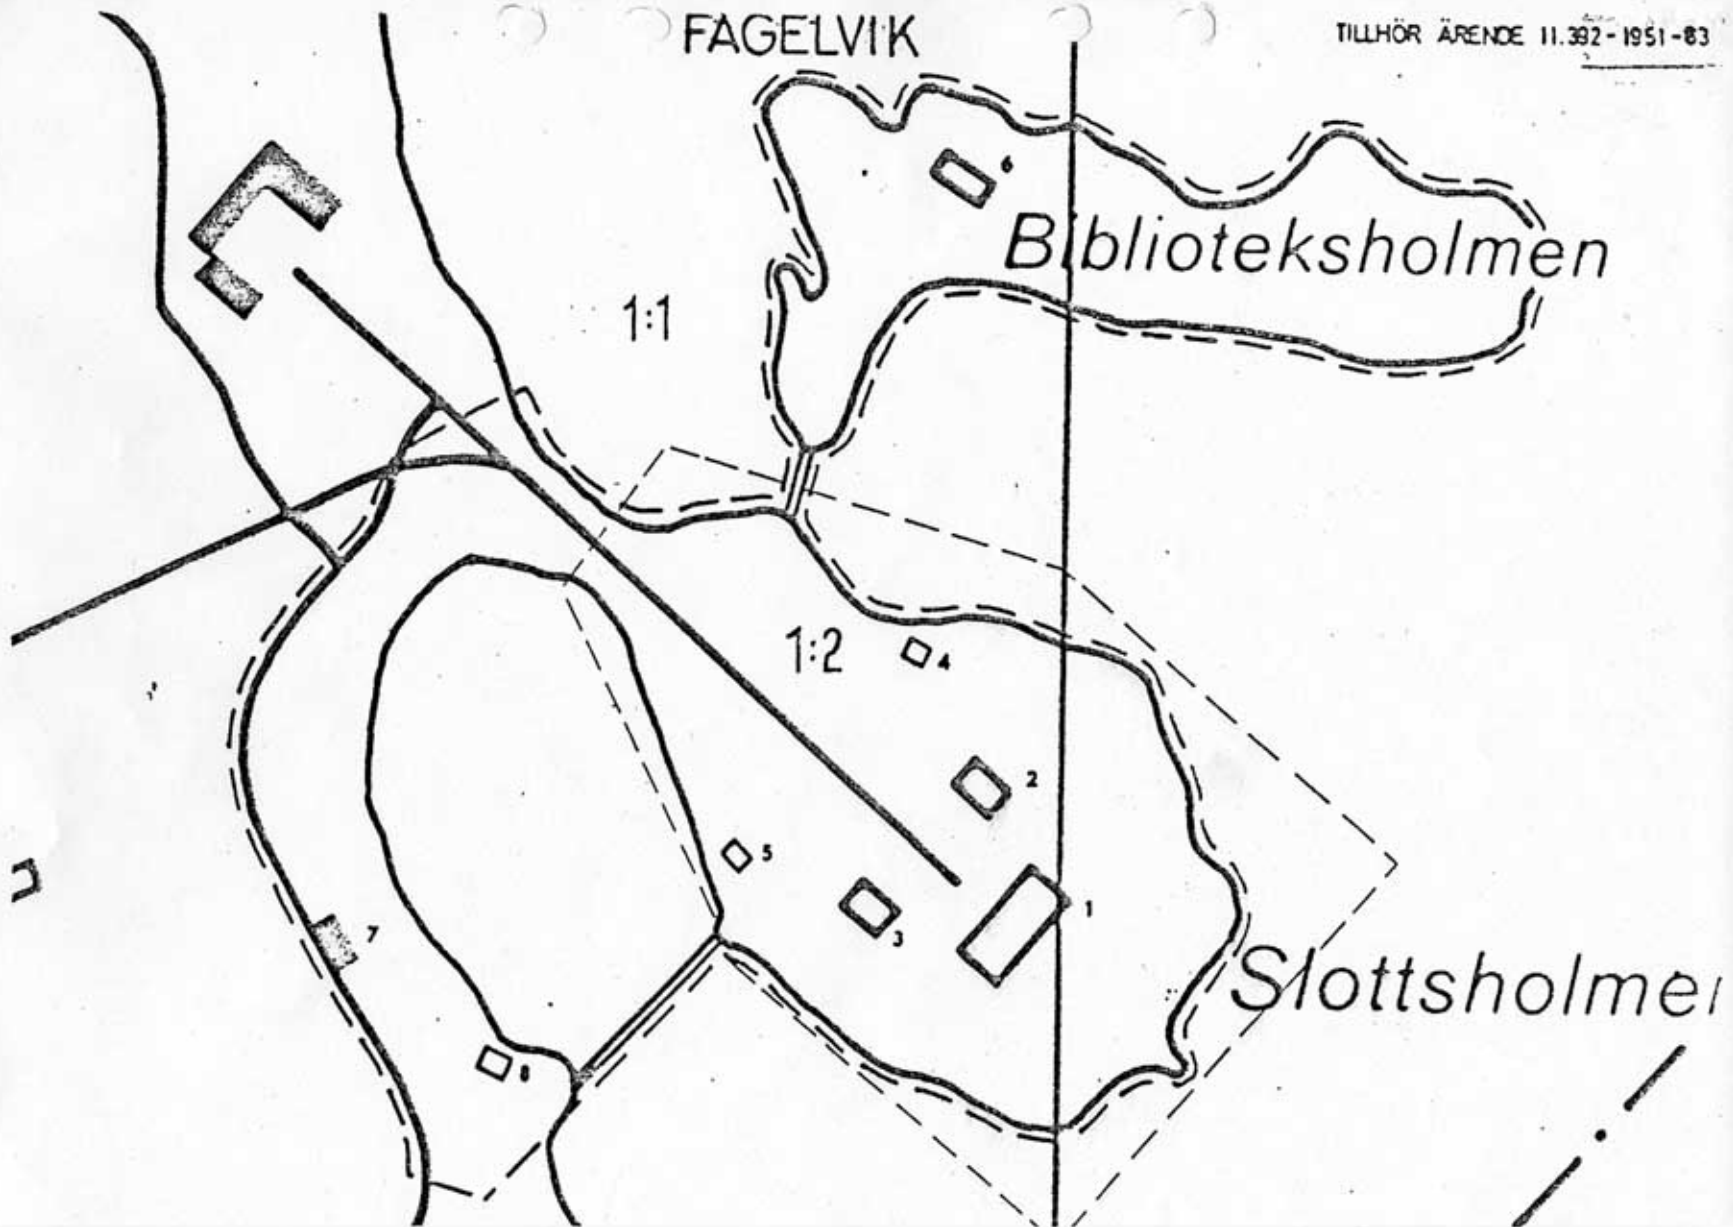 FAGELVIK
TILLHÖR ÄRENDE 11.392-1951-83
6
Biblioteksholmen
1:1
1:2
4
2
5
1
3
7
Slottsholmen
8